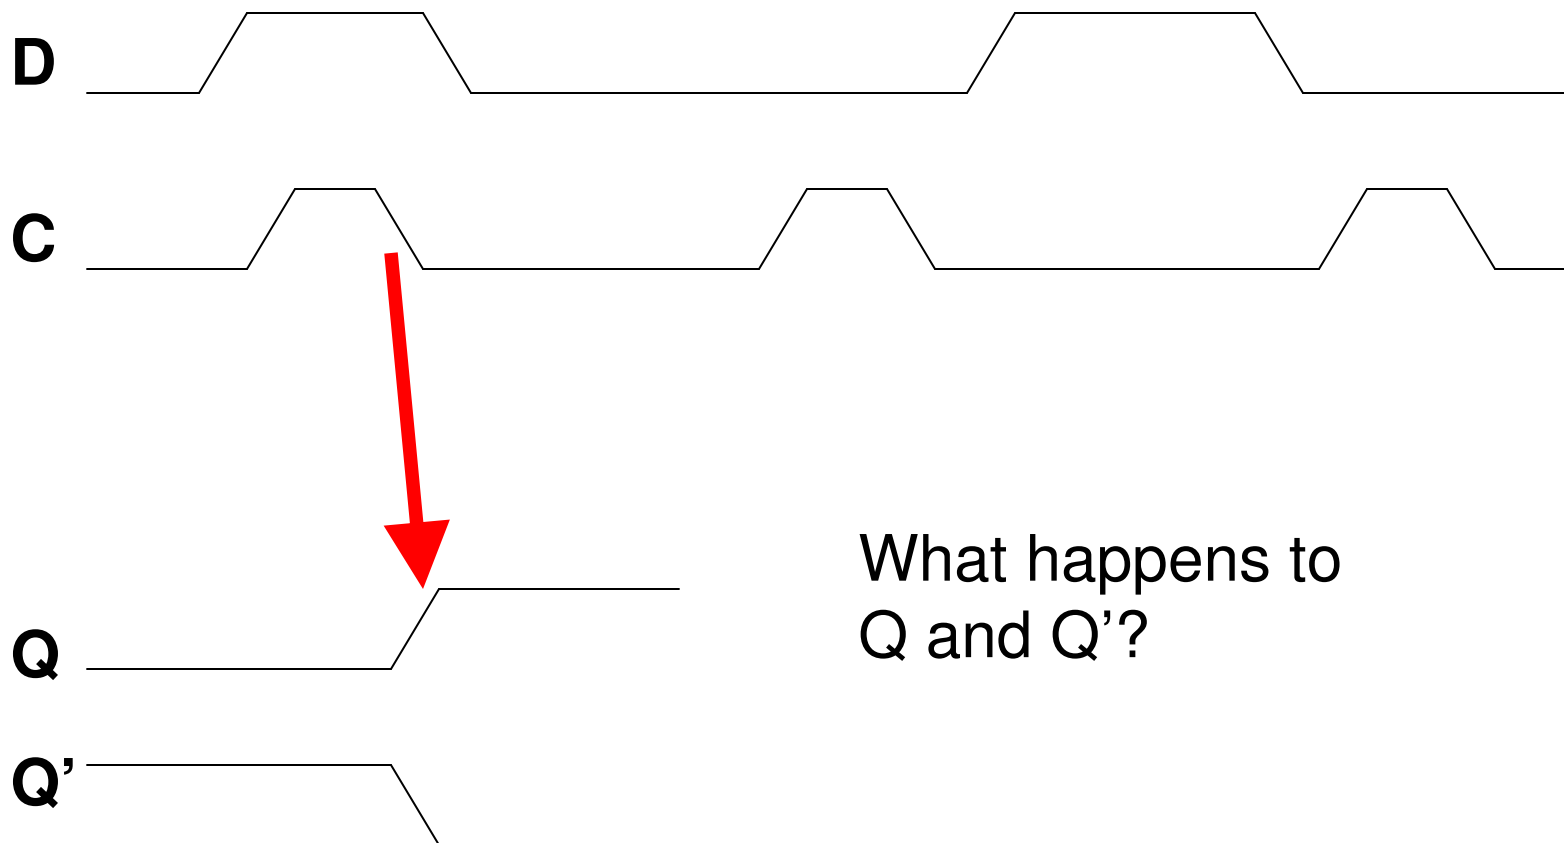 D
C
What happens to
Q and Q’?
Q
Q’